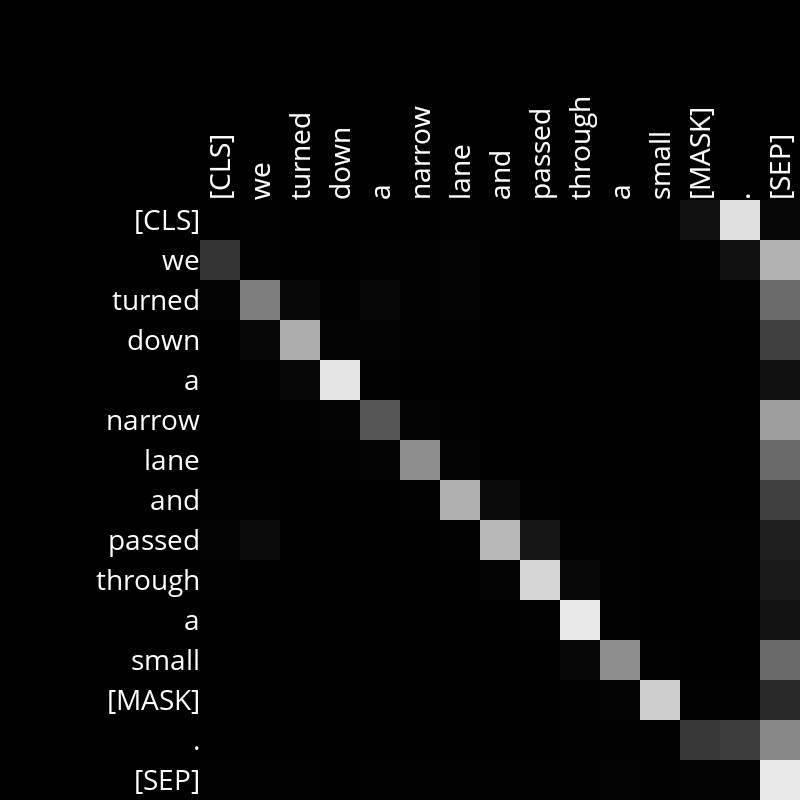 [CLS] we turned down a narrow lane and passed through a small [MASK] . [SEP]
[CLS]
we
turned
down
a
narrow
lane
and
passed
through
a
small
[MASK]
.
[SEP]